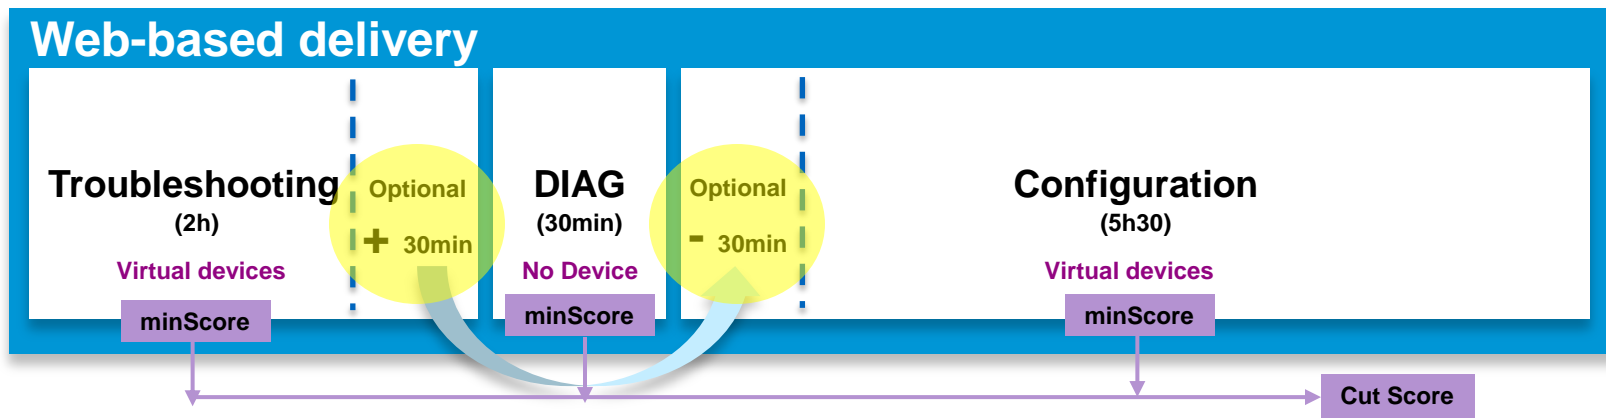 Web-based delivery
Troubleshooting
(2h)
Virtual devices
minScore
Optional
+ 30min
DIAG
(30min)
No Device
minScore
Optional
- 30min
Configuration
(5h30)
Virtual devices
minScore
Cut Score